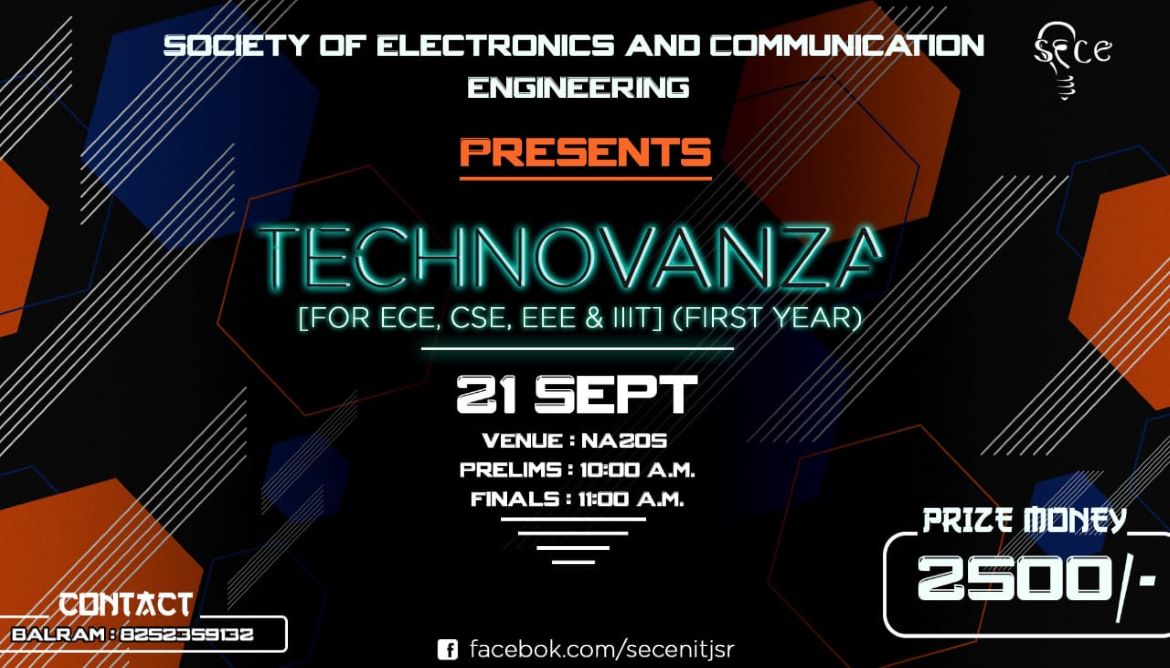 SOCIETY OF ELECTRONICS AND COMMUNICATION
ENGINEERING
sece
PRESENTS
TECHNOVANZA
[FOR ECE, CSE, EEE & IIIT] (FIRST YEAR)
21 SEPT
VENUE : NA205
PRELIMS : 10:00 A.M.
FINALS : 11:00 A.M.
PRIZE MONEY
2500/-
CONTACT
BALRAM : 8252359132
facebok.com/secenitjsr